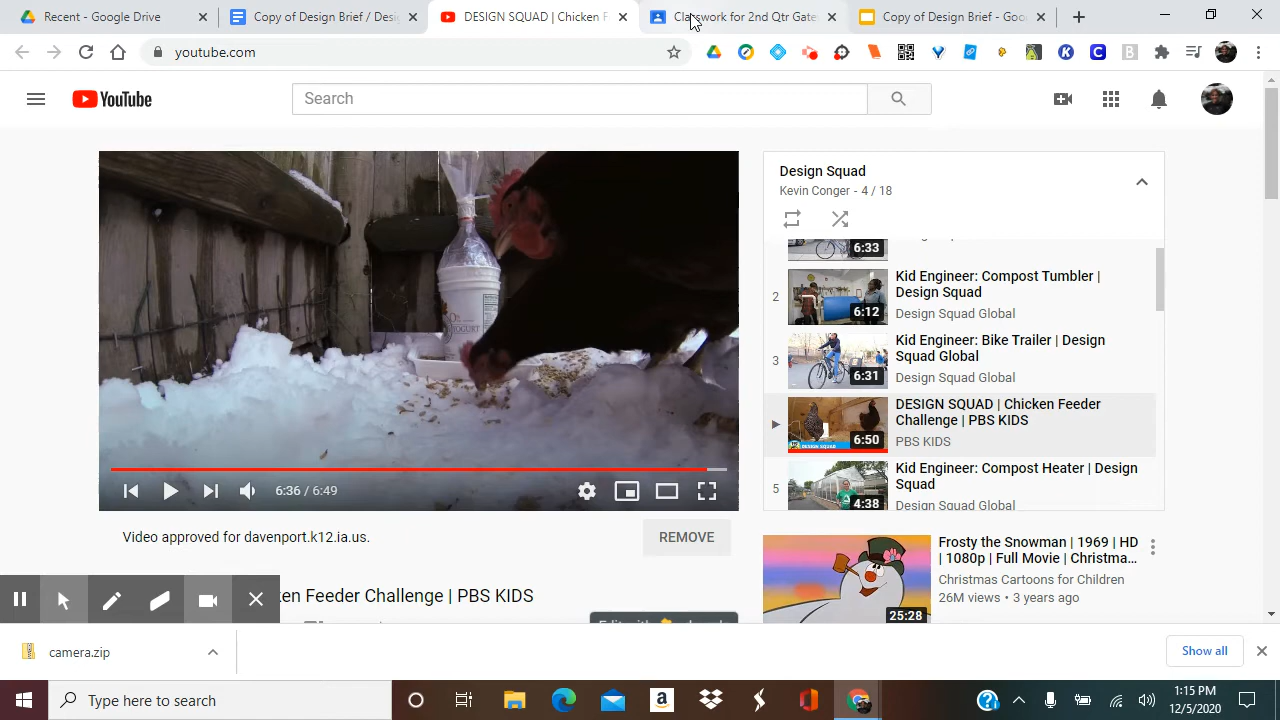 Recent - Google Driv
Copy of Design Brief / Des
DESIGN SQUAD | Chicken F
Classwork for 2nd Qtr Gate
Copy of Design Brief - Goo
youtube.com
YouTube
Search
Design Squad
Kevin Conger - 4 / 18
6:33
2
6:12
Kid Engineer: Compost Tumbler |
Design Squad
Design Squad Global
3
6:31
Kid Engineer: Bike Trailer | Design
Squad Global
Design Squad Global
6:50
DESIGN SQUAD | Chicken Feeder
Challenge | PBS KIDS
PBS KIDS
5
4:38
Kid Engineer: Compost Heater | Design
Squad
Design Squad Global
YOGURT
6:36 / 6:49
Video approved for davenport.k12.ia.us.
REMOVE
ken Feeder Challenge | PBS KIDS
25:28
Frosty the Snowman | 1969 | HD
| 1080p | Full Movie | Christma...
Christmas Cartoons for Children
26M views • 3 years ago
camera.zip
Show all
Type here to search
1:15 PM
12/5/2020